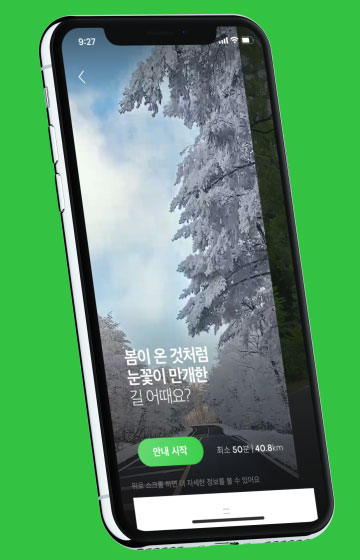 9:27
봄이 온 것처럼
눈꽃이 만개한
길 어때요?
안내 시작
최소 50분 | 40.8km
위로 스크롤 하면 더 자세한 정보를 볼 수 있어요